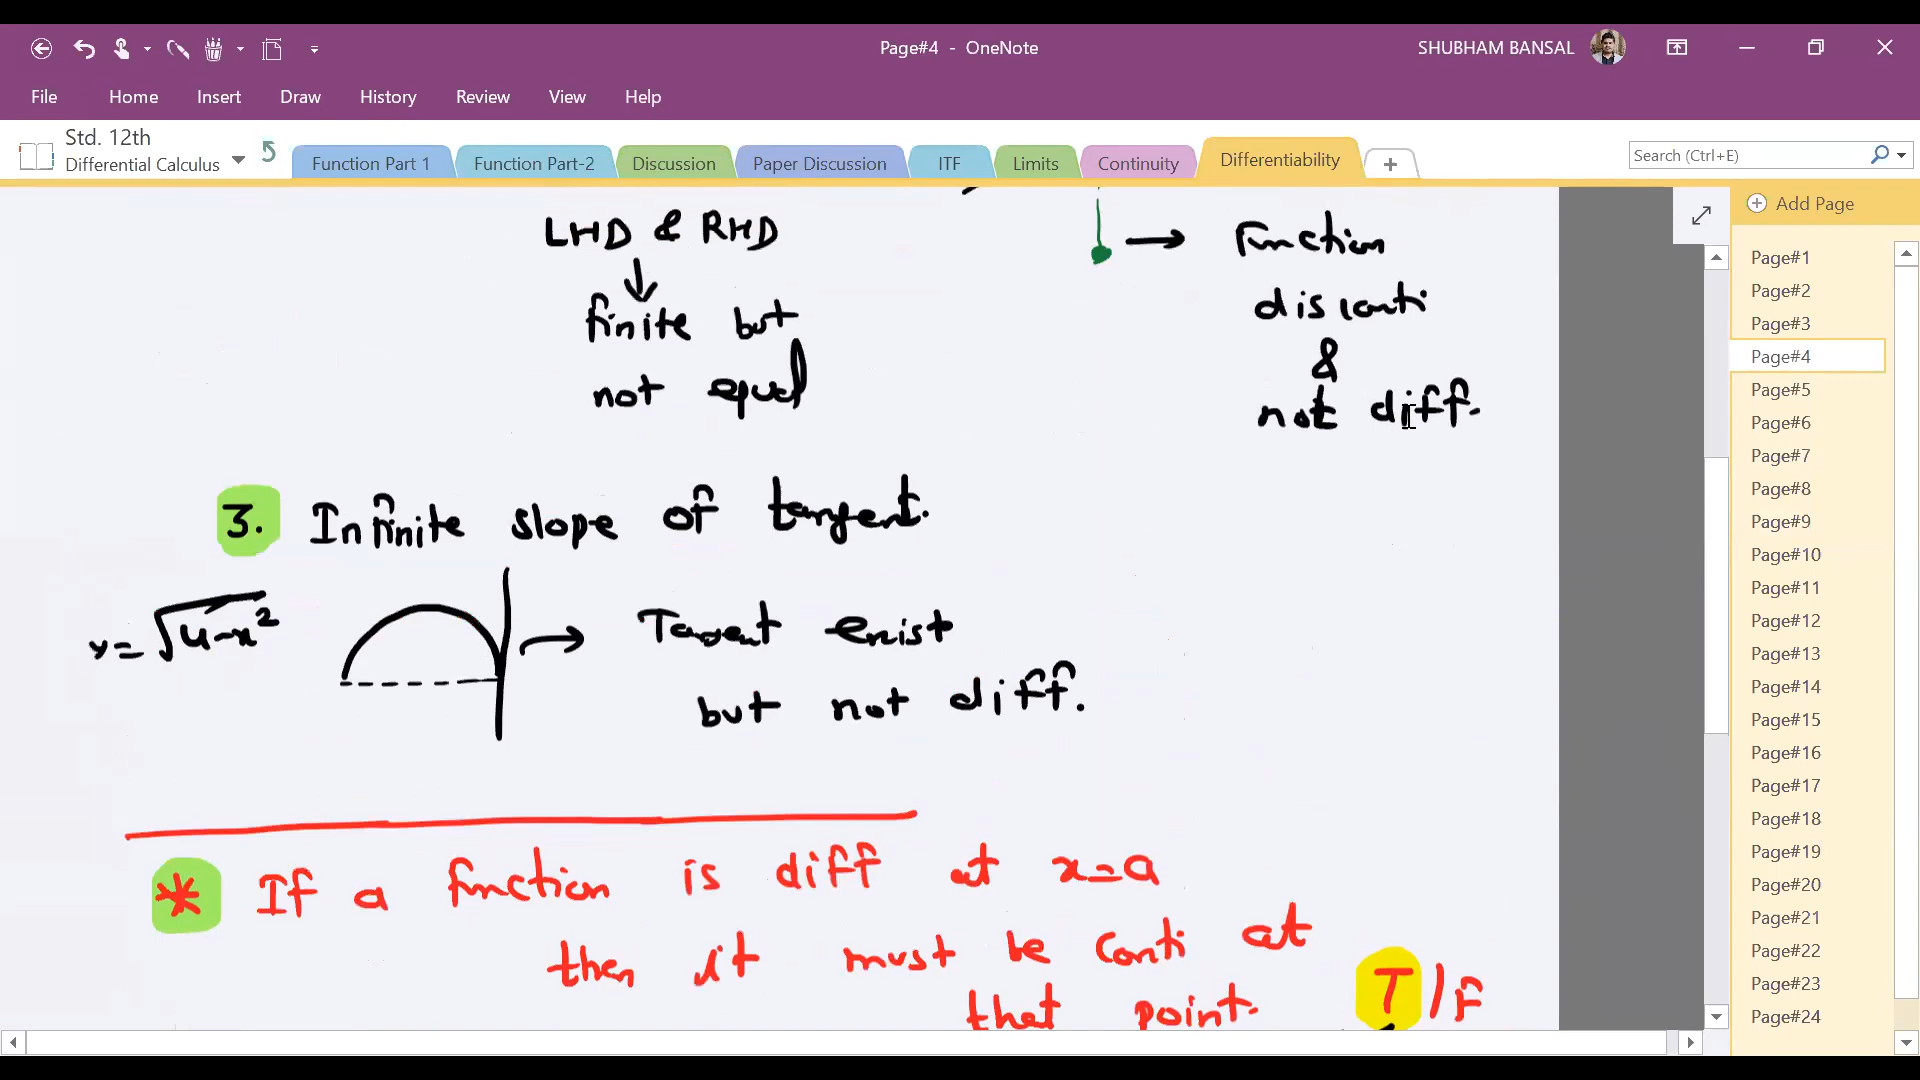 Page#4 - OneNote
SHUBHAM BANSAL
File Home Insert Draw History Review View Help
Std. 12th
Differential Calculus
Function Part 1
Function Part-2
Discussion
Paper Discussion
ITF
Limits
Continuity
Differentiability
Search (Ctrl+E)
Add Page
LHD & RHD
finite but
not equal
Function
disconti
&
not diff.
3. Infinite slope of tangent.
y = √4-x²
Tangent exist
but not diff.
* If a function is diff at x=a
then it must be conti at
that point.
T/F
Page#1
Page#2
Page#3
Page#4
Page#5
Page#6
Page#7
Page#8
Page#9
Page#10
Page#11
Page#12
Page#13
Page#14
Page#15
Page#16
Page#17
Page#18
Page#19
Page#20
Page#21
Page#22
Page#23
Page#24